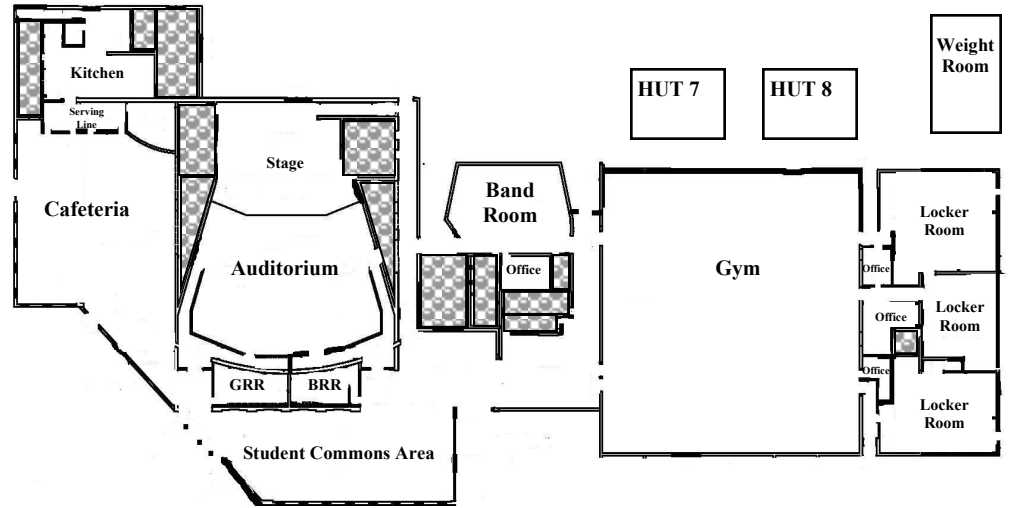 Kitchen
Serving
Line
Cafeteria
Stage
Auditorium
GRR
BRR
Student Commons Area
Band
Room
Office
HUT 7
HUT 8
Weight
Room
Gym
Locker
Room
Office
Office
Locker
Room
Office
Locker
Room